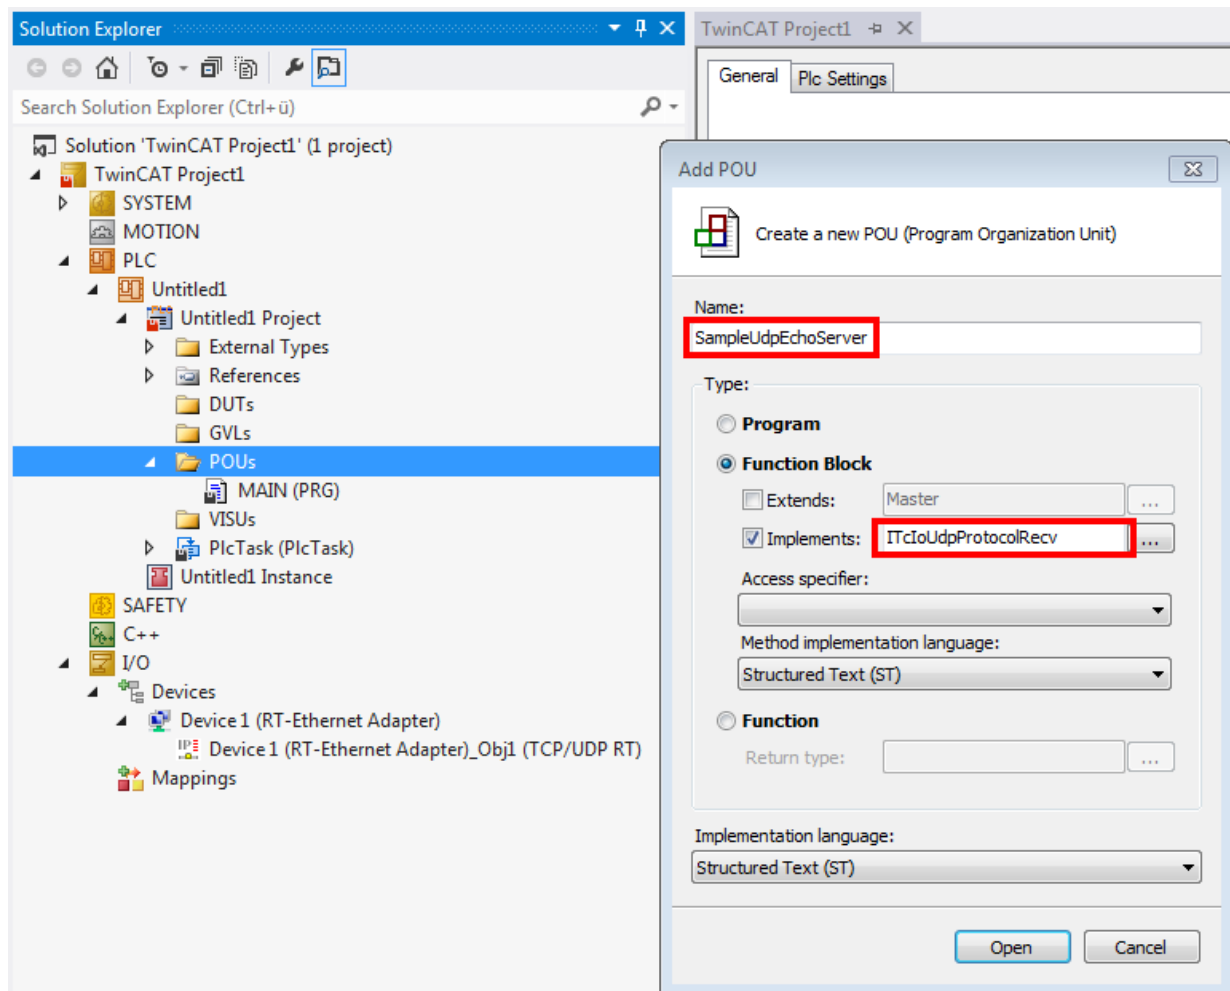 Solution Explorer
Search Solution Explorer (Ctrl+ü)
Solution 'TwinCAT Project1' (1 project)
TwinCAT Project1
SYSTEM
MOTION
PLC
Untitled1
Untitled1 Project
External Types
References
DUTs
GVLs
POUs
MAIN (PRG)
VISUs
PlcTask (PlcTask)
Untitled1 Instance
SAFETY
C++
I/O
Devices
Device 1 (RT-Ethernet Adapter)
Device 1 (RT-Ethernet Adapter)_Obj1 (TCP/UDP RT)
Mappings
TwinCAT Project1
General
Plc Settings
Add POU
Create a new POU (Program Organization Unit)
Name:
SampleUdpEchoServer
Type:
Program
Function Block
Extends: Master ...
Implements: ITcIoUdpProtocolRecv ...
Access specifier:
Method implementation language:
Structured Text (ST)
Function
Return type: ...
Implementation language:
Structured Text (ST)
Open Cancel